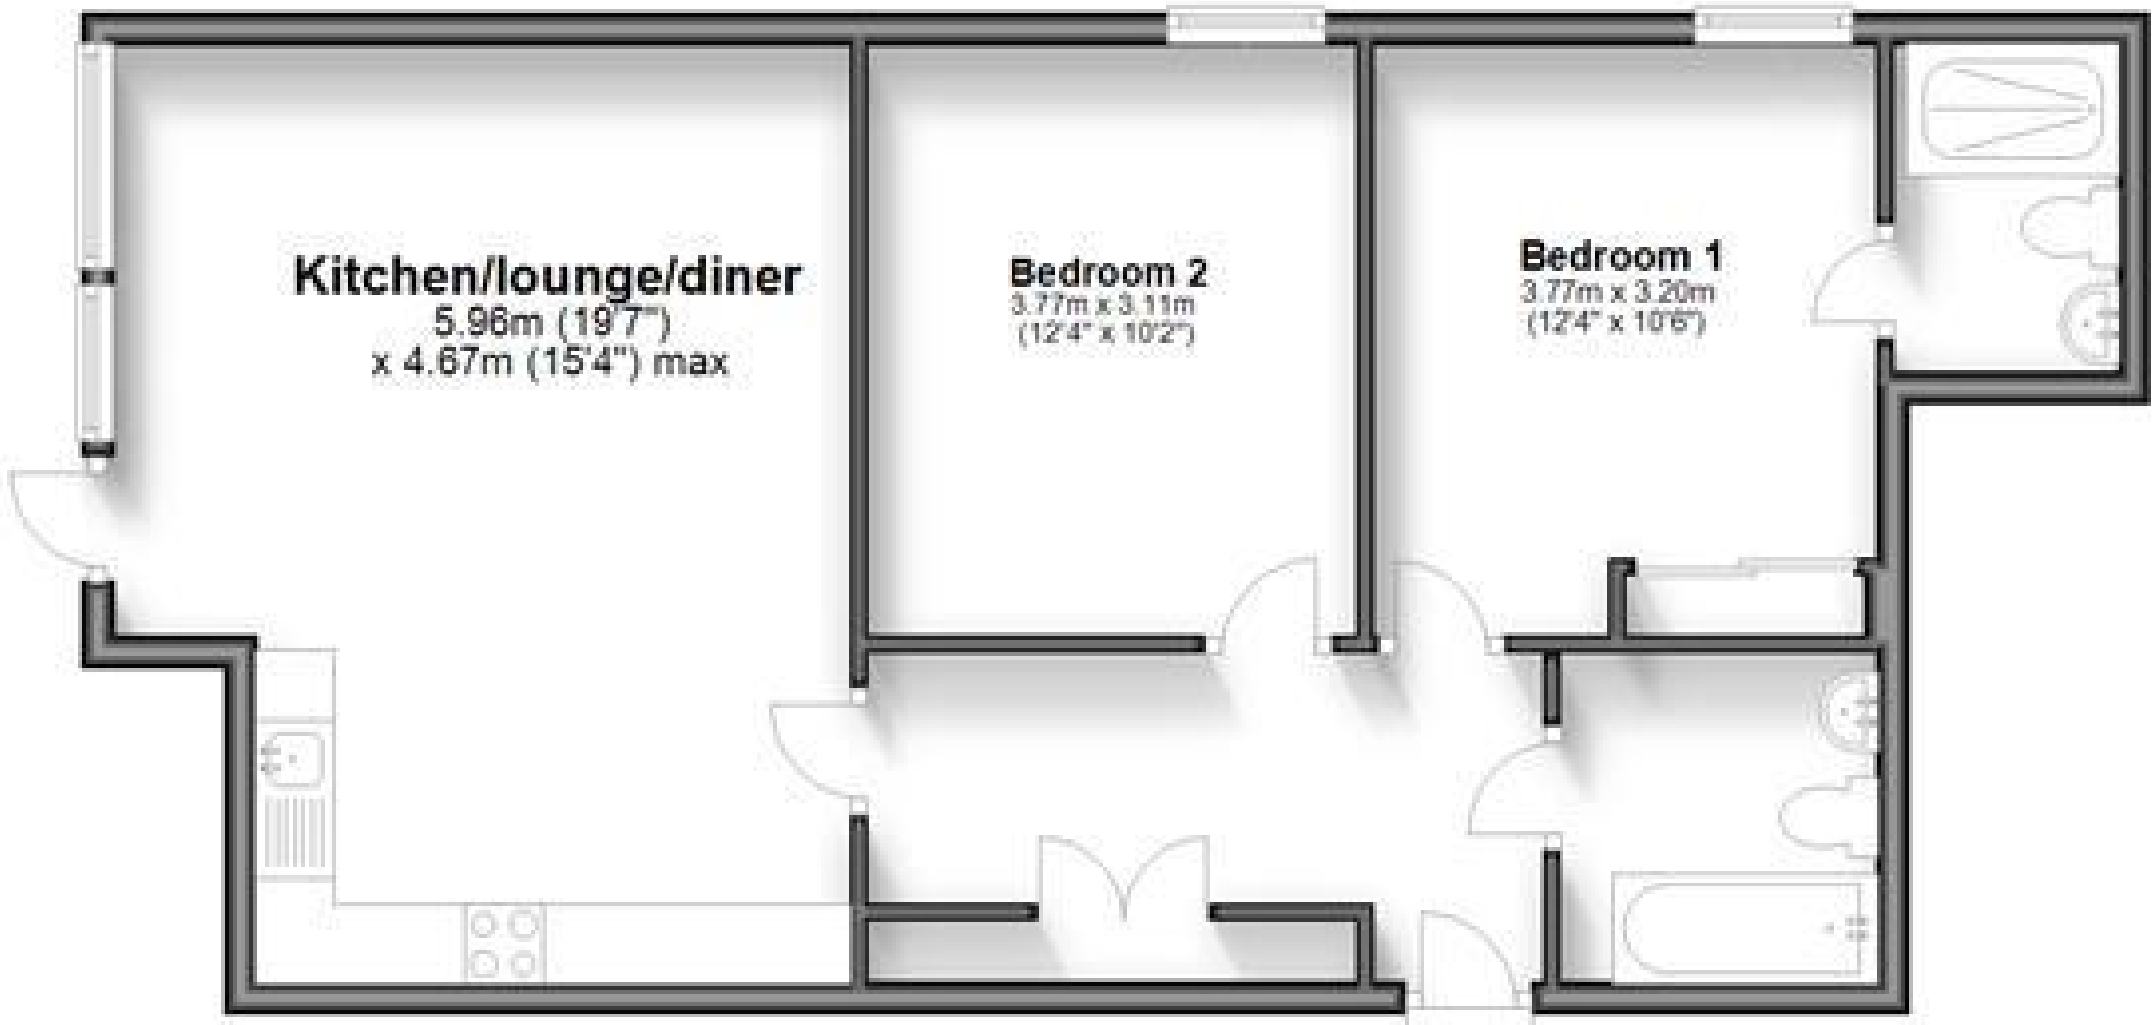 Kitchen/lounge/diner
5.96m (19'7")
x 4.67m (15'4") max
Bedroom 2
3.77m x 3.11m
(12'4" x 10'2")
Bedroom 1
3.77m x 3.20m
(12'4" x 10'6")